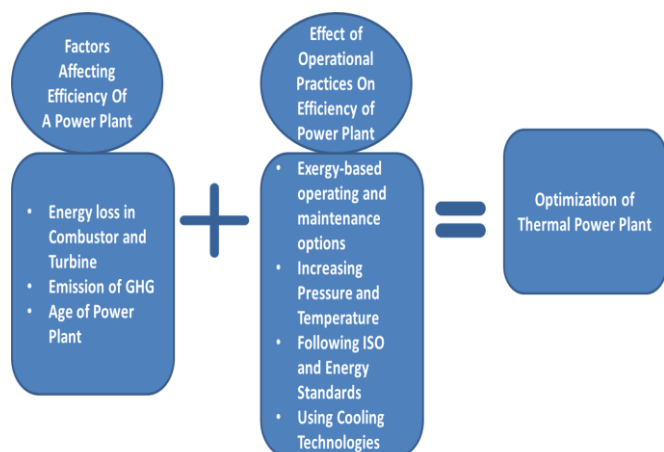 Factors
Affecting
Efficiency Of
A Power Plant
• Energy loss in
Combustor and
Turbine
• Emission of GHG
• Age of Power
Plant
+
Effect of
Operational
Practices On
Efficiency of
Power Plant
• Exergy-based
operating and
maintenance
options
• Increasing
Pressure and
Temperature
• Following ISO
and Energy
Standards
• Using Cooling
Technologies
=
Optimization of
Thermal Power Plant